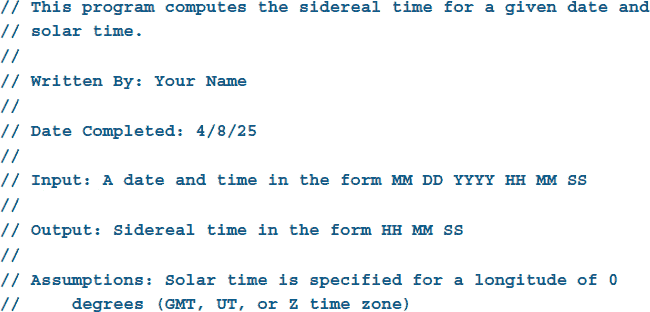 // This program computes the sidereal time for a given date and
// solar time.
//
// Written By: Your Name
//
// Date Completed: 4/8/25
//
// Input: A date and time in the form MM DD YYYY HH MM SS
//
// Output: Sidereal time in the form HH MM SS
//
// Assumptions: Solar time is specified for a longitude of 0
//     degrees (GMT, UT, or Z time zone)